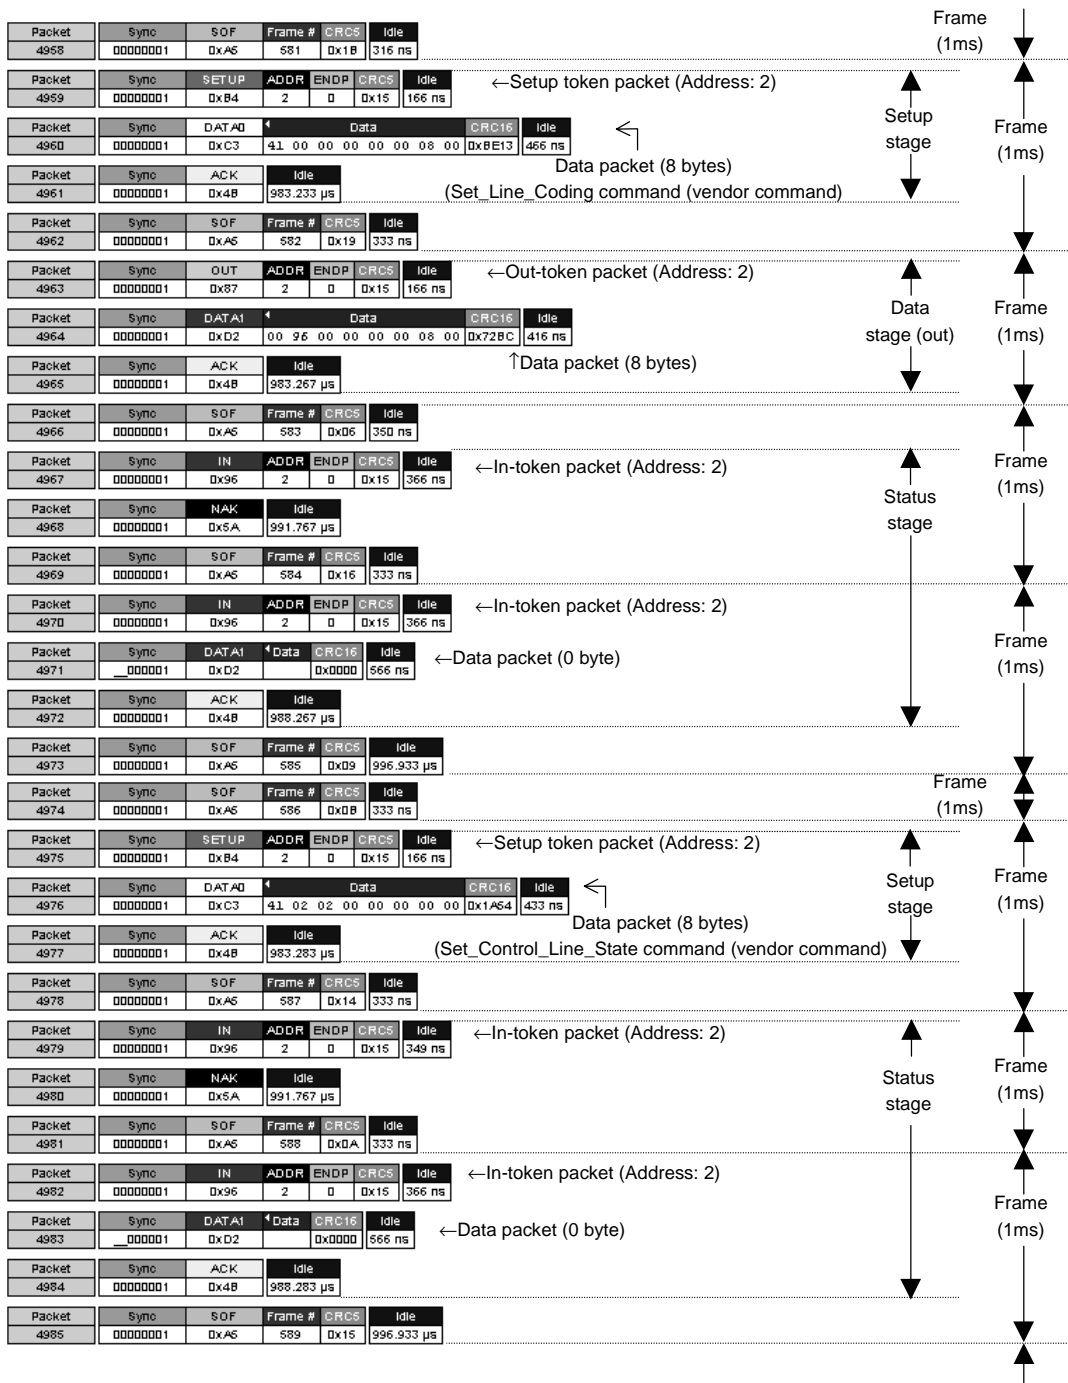 Frame
(1ms)
Packet Sync SOF Frame # CRC5 Idle
4958 00000001 0xA5 581 0x1B 316 ns
Packet Sync SETUP ADDR ENDP CRC5 Idle
4959 00000001 0xB4 2 0 0x15 166 ns
←Setup token packet (Address: 2)
Setup
stage
Frame
(1ms)
Packet Sync DATA0 Data CRC16 Idle
4960 00000001 0xC3 41 00 00 00 00 00 08 00 0xBE13 466 ns
Data packet (8 bytes)
(Set_Line_Coding command (vendor command)
Packet Sync ACK Idle
4961 00000001 0x4B 983.233 µs
Packet Sync SOF Frame # CRC5 Idle
4962 00000001 0xA5 582 0x19 333 ns
Packet Sync OUT ADDR ENDP CRC5 Idle
4963 00000001 0x87 2 0 0x15 166 ns
←Out-token packet (Address: 2)
Data
stage (out)
Frame
(1ms)
Packet Sync DATA1 Data CRC16 Idle
4964 00000001 0xD2 00 96 00 00 00 00 08 00 0x72BC 416 ns
↑Data packet (8 bytes)
Packet Sync ACK Idle
4965 00000001 0x4B 983.267 µs
Packet Sync SOF Frame # CRC5 Idle
4966 00000001 0xA5 583 0x06 350 ns
Packet Sync IN ADDR ENDP CRC5 Idle
4967 00000001 0x96 2 0 0x15 366 ns
←In-token packet (Address: 2)
Frame
(1ms)
Status
stage
Packet Sync NAK Idle
4968 00000001 0x5A 991.767 µs
Packet Sync SOF Frame # CRC5 Idle
4969 00000001 0xA5 584 0x16 333 ns
Packet Sync IN ADDR ENDP CRC5 Idle
4970 00000001 0x96 2 0 0x15 366 ns
←In-token packet (Address: 2)
Frame
(1ms)
Packet Sync DATA1 Data CRC16 Idle
4971 __000001 0xD2 0x0000 566 ns
←Data packet (0 byte)
Packet Sync ACK Idle
4972 00000001 0x4B 988.267 µs
Packet Sync SOF Frame # CRC5 Idle
4973 00000001 0xA5 585 0x09 996.933 µs
Frame
(1ms)
Packet Sync SOF Frame # CRC5 Idle
4974 00000001 0xA5 586 0x0B 333 ns
Packet Sync SETUP ADDR ENDP CRC5 Idle
4975 00000001 0xB4 2 0 0x15 166 ns
←Setup token packet (Address: 2)
Setup
stage
Frame
(1ms)
Packet Sync DATA0 Data CRC16 Idle
4976 00000001 0xC3 41 02 02 00 00 00 00 00 0x1A54 433 ns
Data packet (8 bytes)
(Set_Control_Line_State command (vendor command)
Packet Sync ACK Idle
4977 00000001 0x4B 983.283 µs
Packet Sync SOF Frame # CRC5 Idle
4978 00000001 0xA5 587 0x14 333 ns
Packet Sync IN ADDR ENDP CRC5 Idle
4979 00000001 0x96 2 0 0x15 349 ns
←In-token packet (Address: 2)
Status
stage
Frame
(1ms)
Packet Sync NAK Idle
4980 00000001 0x5A 991.767 µs
Packet Sync SOF Frame # CRC5 Idle
4981 00000001 0xA5 588 0x0A 333 ns
Packet Sync IN ADDR ENDP CRC5 Idle
4982 00000001 0x96 2 0 0x15 366 ns
←In-token packet (Address: 2)
Frame
(1ms)
Packet Sync DATA1 Data CRC16 Idle
4983 __000001 0xD2 0x0000 566 ns
←Data packet (0 byte)
Packet Sync ACK Idle
4984 00000001 0x4B 988.283 µs
Packet Sync SOF Frame # CRC5 Idle
4985 00000001 0xA5 589 0x15 996.933 µs